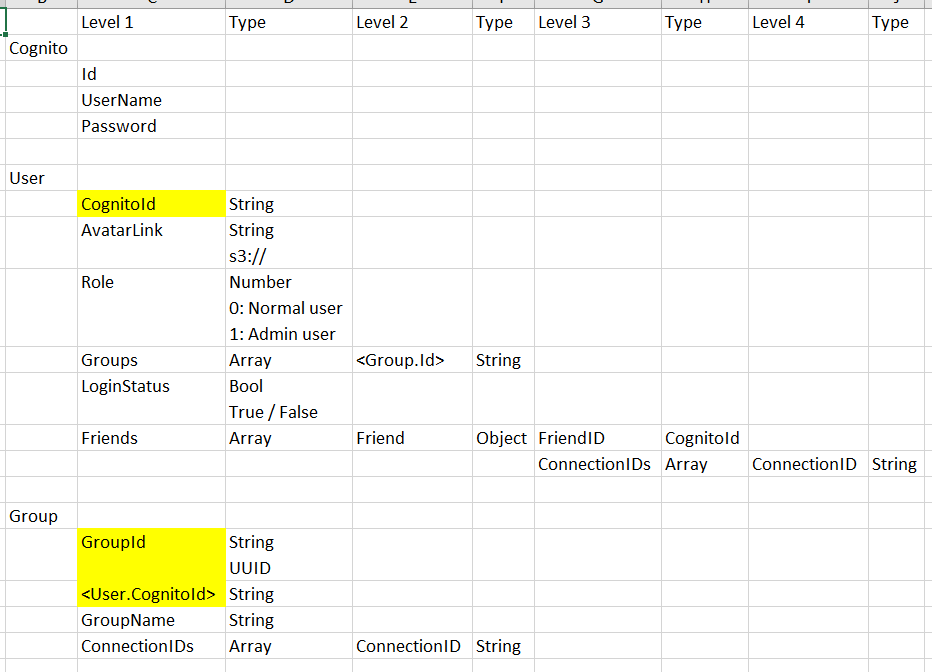 Level 1 Type Level 2 Type Level 3 Type Level 4 Type
Cognito
Id
UserName
Password
User
CognitoId String
AvatarLink String
s3://
Role Number
0: Normal user
1: Admin user
Groups Array <Group.Id> String
LoginStatus Bool
True / False
Friends Array Friend Object FriendID CognitoId
ConnectionIDs Array ConnectionID String
Group
GroupId String
UUID
<User.CognitoId> String
GroupName String
ConnectionIDs Array ConnectionID String